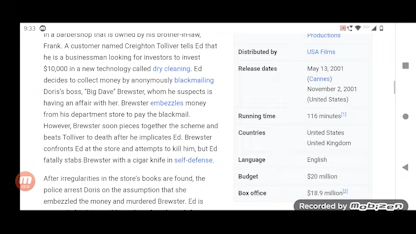 9:33
in a barbershop that is owned by his brother-in-law,
Frank. A customer named Creighton Tolliver tells Ed that
he is a businessman looking for investors to invest
$10,000 in a new technology called dry cleaning. Ed
decides to collect money by anonymously blackmailing
Doris's boss, "Big Dave" Brewster, whom he suspects is
having an affair with her. Brewster embezzles money
from his department store to pay the blackmail.
However, Brewster soon pieces together the scheme and
beats Tolliver to death after he implicates Ed. Brewster
confronts Ed at the store and attempts to kill him, but Ed
fatally stabs Brewster with a cigar knife in self-defense.
After irregularities in the store's books are found, the
police arrest Doris on the assumption that she
embezzled the money and murdered Brewster. Ed is
Productions
Distributed by USA Films
Release dates May 13, 2001
(Cannes)
November 2, 2001
(United States)
Running time 116 minutes[1]
Countries United States
United Kingdom
Language English
Budget $20 million
Box office $18.9 million[2]
Recorded by Mobizen